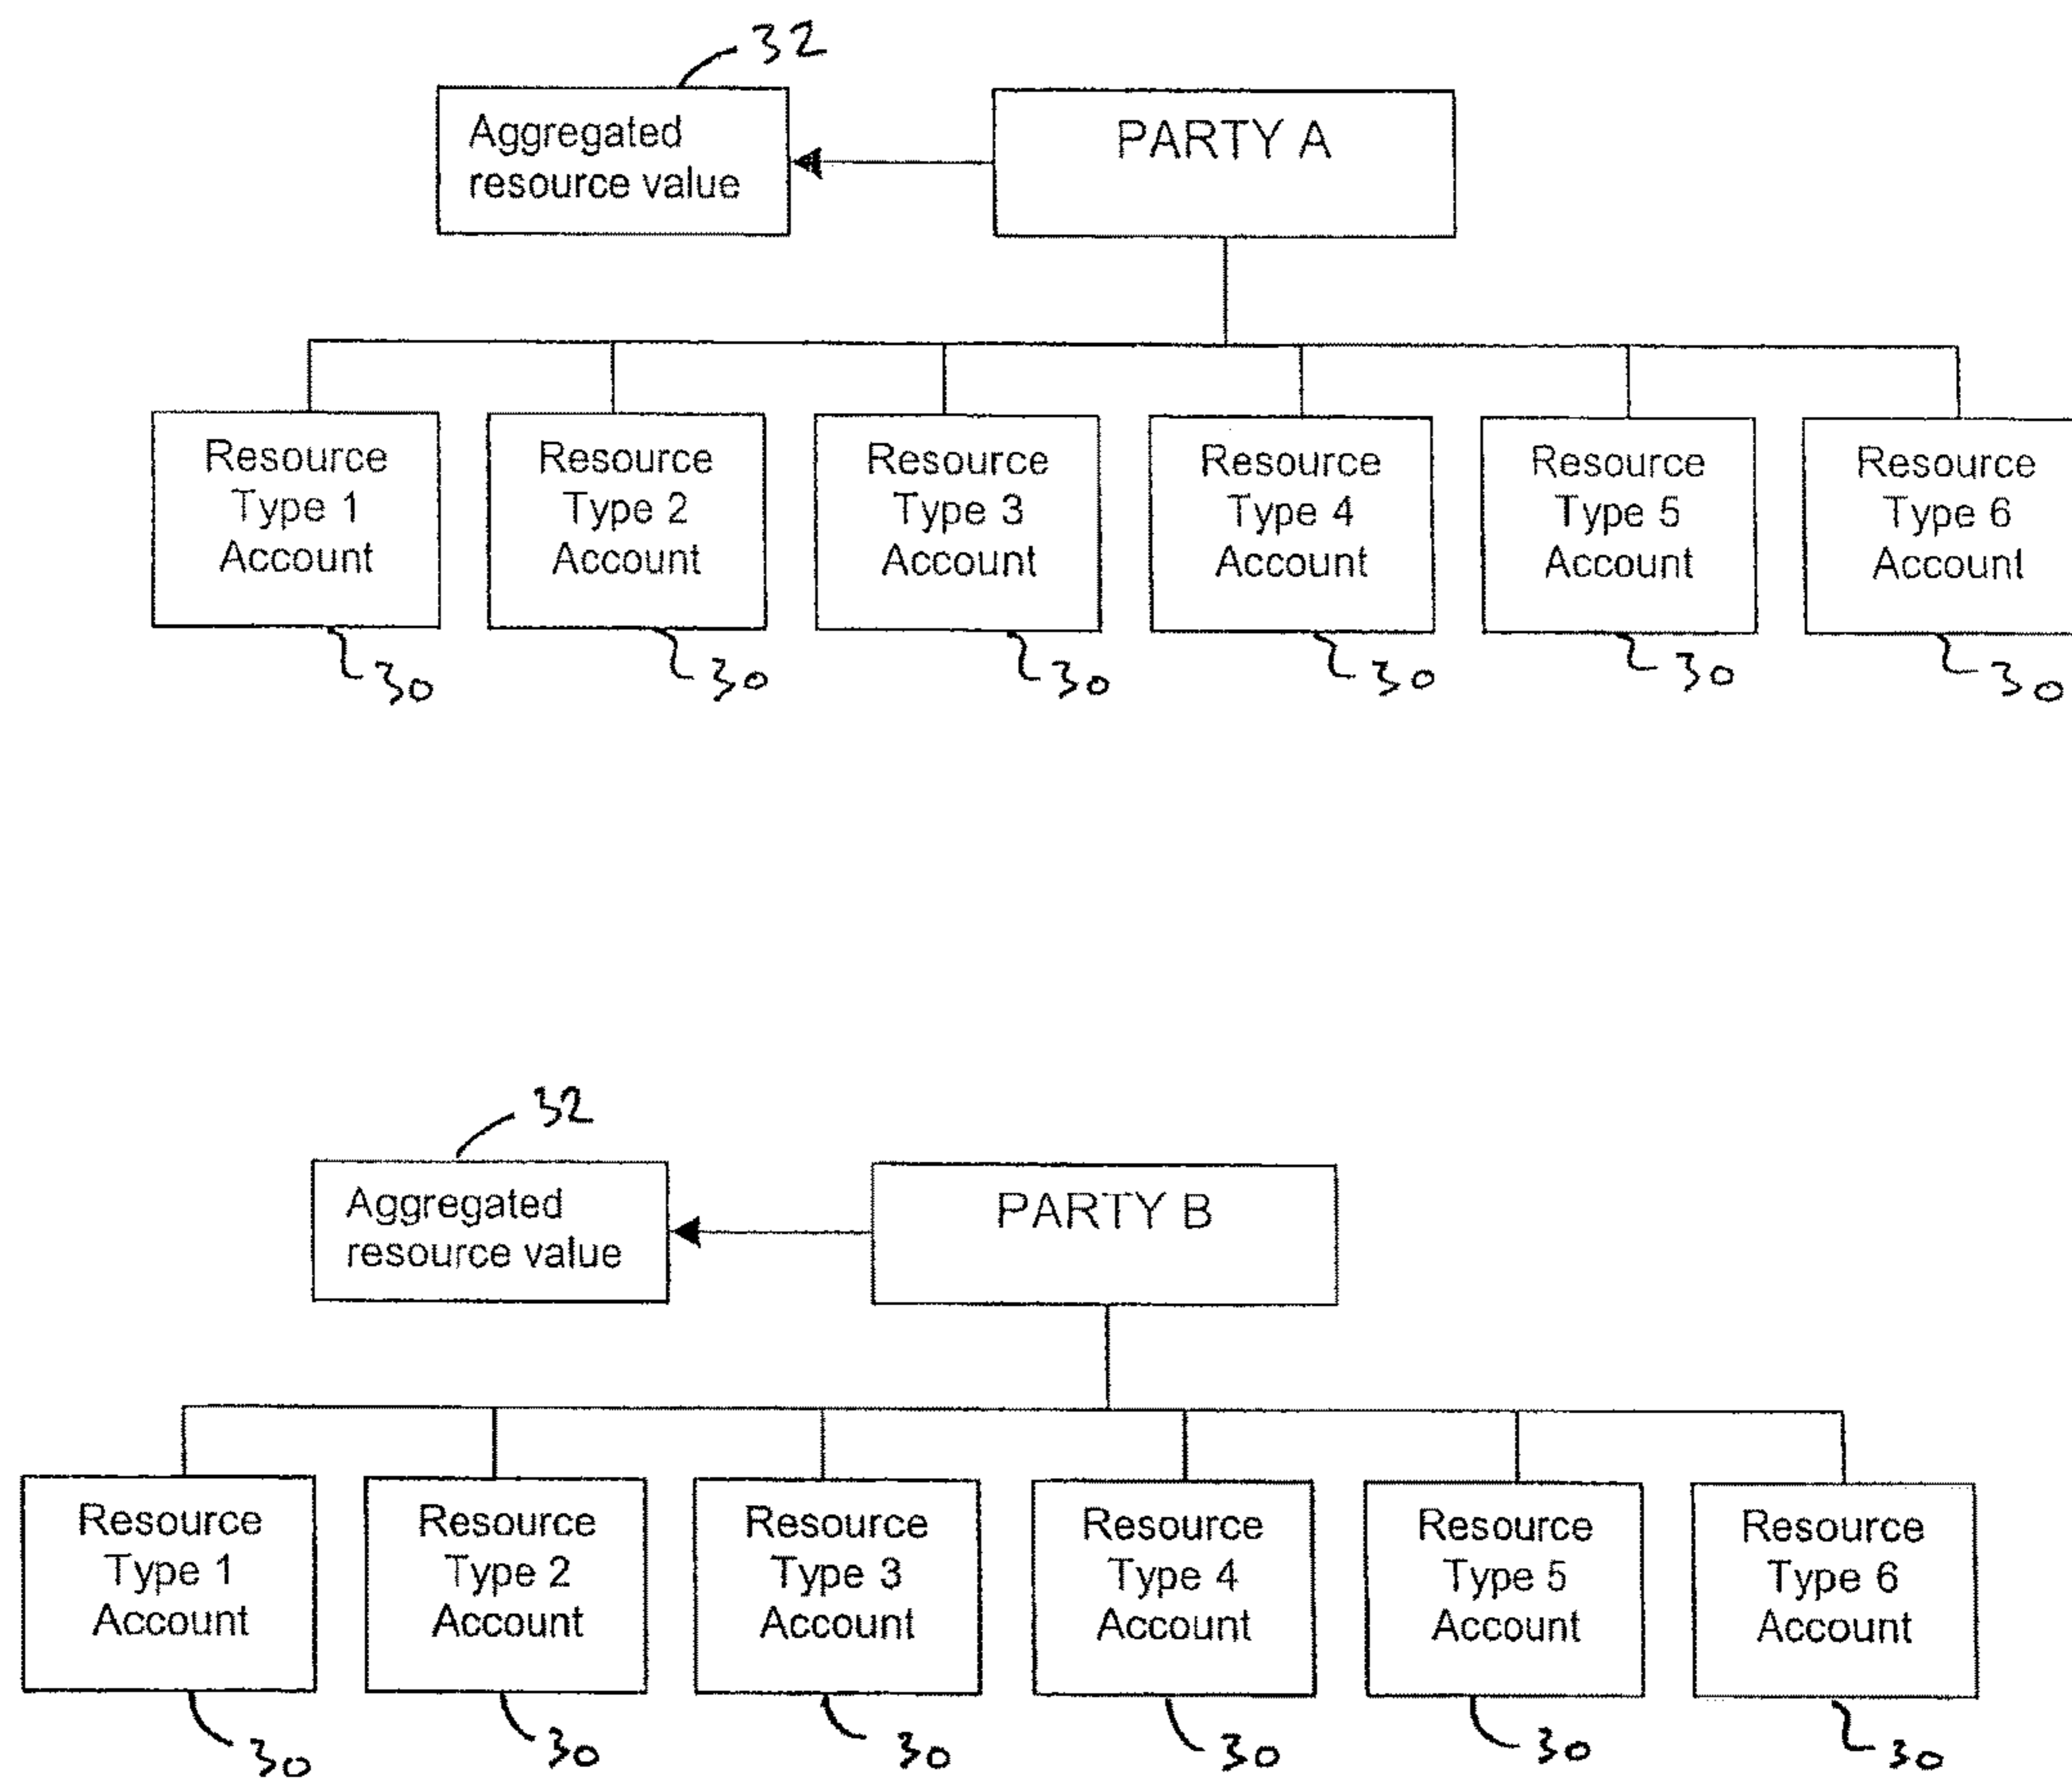 32
Aggregated
resource value
PARTY A
Resource
Type 1
Account
Resource
Type 2
Account
Resource
Type 3
Account
Resource
Type 4
Account
Resource
Type 5
Account
Resource
Type 6
Account
30
30
30
30
30
30
32
Aggregated
resource value
PARTY B
Resource
Type 1
Account
Resource
Type 2
Account
Resource
Type 3
Account
Resource
Type 4
Account
Resource
Type 5
Account
Resource
Type 6
Account
30
30
30
30
30
30